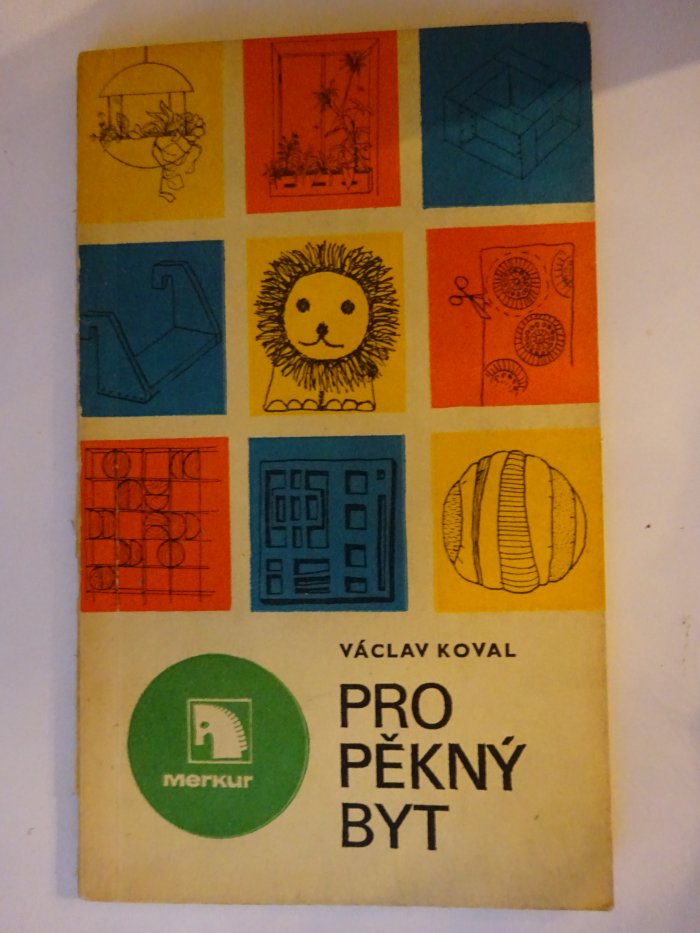 VÁCLAV KOVAL
PRO
PĚKNÝ
BYT
merkur